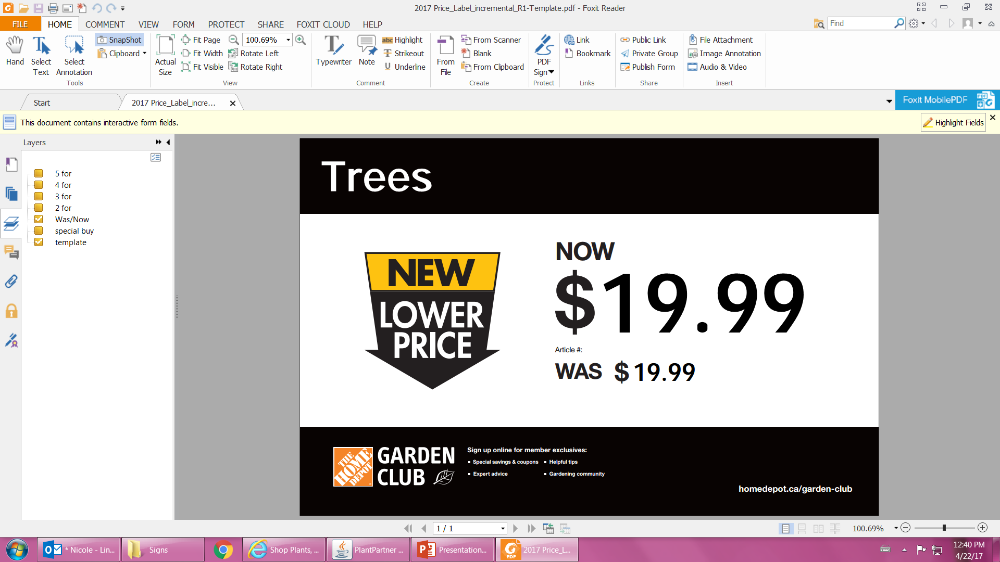 2017 Price_Label_incremental_R1-Template.pdf - Foxit Reader
FILE HOME COMMENT VIEW FORM PROTECT SHARE FOXIT CLOUD HELP Find
Hand
Select Text
Select Annotation
SnapShot
Clipboard
Tools
Actual Size
Fit Page
Fit Width
Fit Visible
100.69%
Rotate Left
Rotate Right
View
Typewriter
Note
abc Highlight
Strikeout
U Underline
Comment
From File
From Scanner
Blank
From Clipboard
Create
PDF Sign
Protect
Link
Bookmark
Links
Public Link
Private Group
Publish Form
Share
File Attachment
Image Annotation
Audio & Video
Insert
Start 2017 Price_Label_incre... Foxit MobilePDF
This document contains interactive form fields. Highlight Fields
Layers
5 for
4 for
3 for
2 for
Was/Now
special buy
template
Trees
NEW
LOWER
PRICE
NOW
$19.99
Article #:
WAS $19.99
THE HOME DEPOT
GARDEN
CLUB
Sign up online for member exclusives:
▪ Special savings & coupons ▪ Helpful tips
▪ Expert advice ▪ Gardening community
homedepot.ca/garden-club
1 / 1 100.69%
* Nicole - Lin... Signs Shop Plants, ... PlantPartner ... Presentation... 2017 Price_L...
12:40 PM
4/22/17